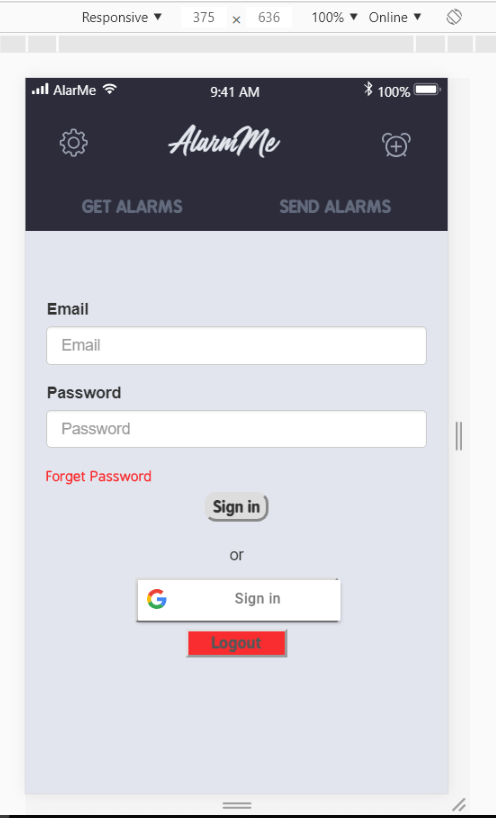 Responsive ▼ 375 × 636 100% ▼ Online ▼
AlarMe 9:41 AM 100%
AlarmMe
GET ALARMS SEND ALARMS
Email
Email
Password
Password
Forget Password
Sign in
or
G Sign in
Logout